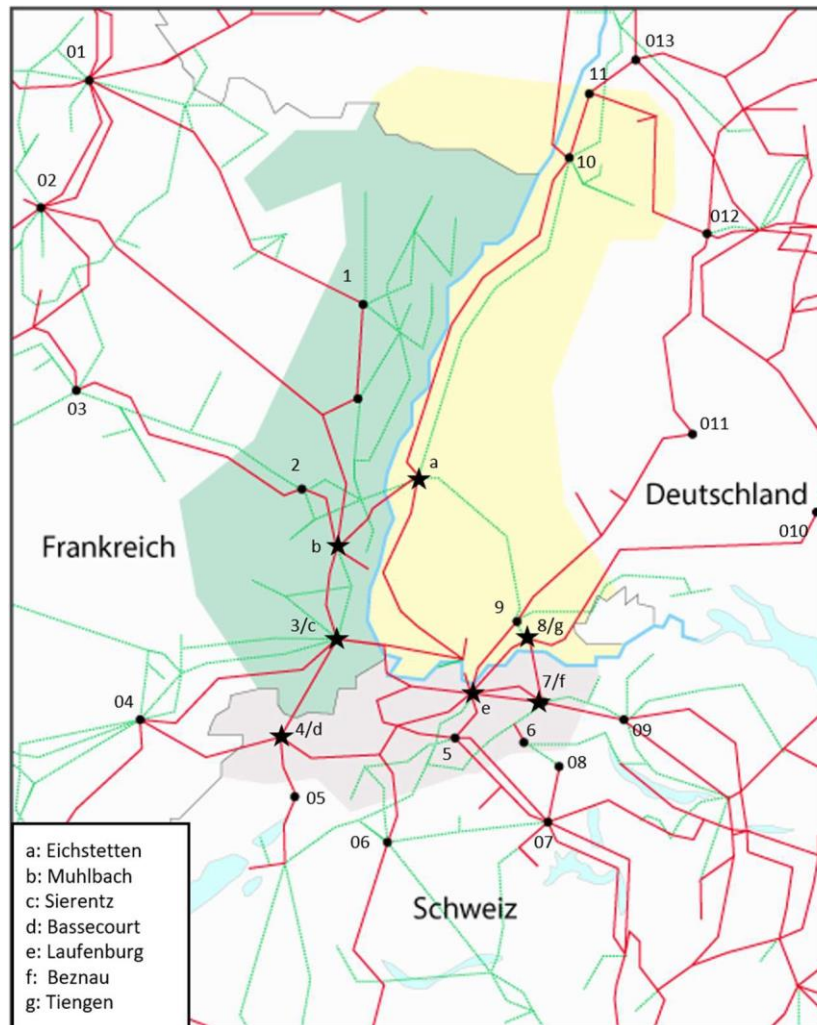 013
01
11
10
02
012
1
03
011
2
a
Deutschland
010
Frankreich
b
9
3/c
8/g
7/f
04
e
4/d
09
5
6
08
05
06
07
Schweiz
a: Eichstetten
b: Muhlbach
c: Sierentz
d: Bassecourt
e: Laufenburg
f: Beznau
g: Tiengen